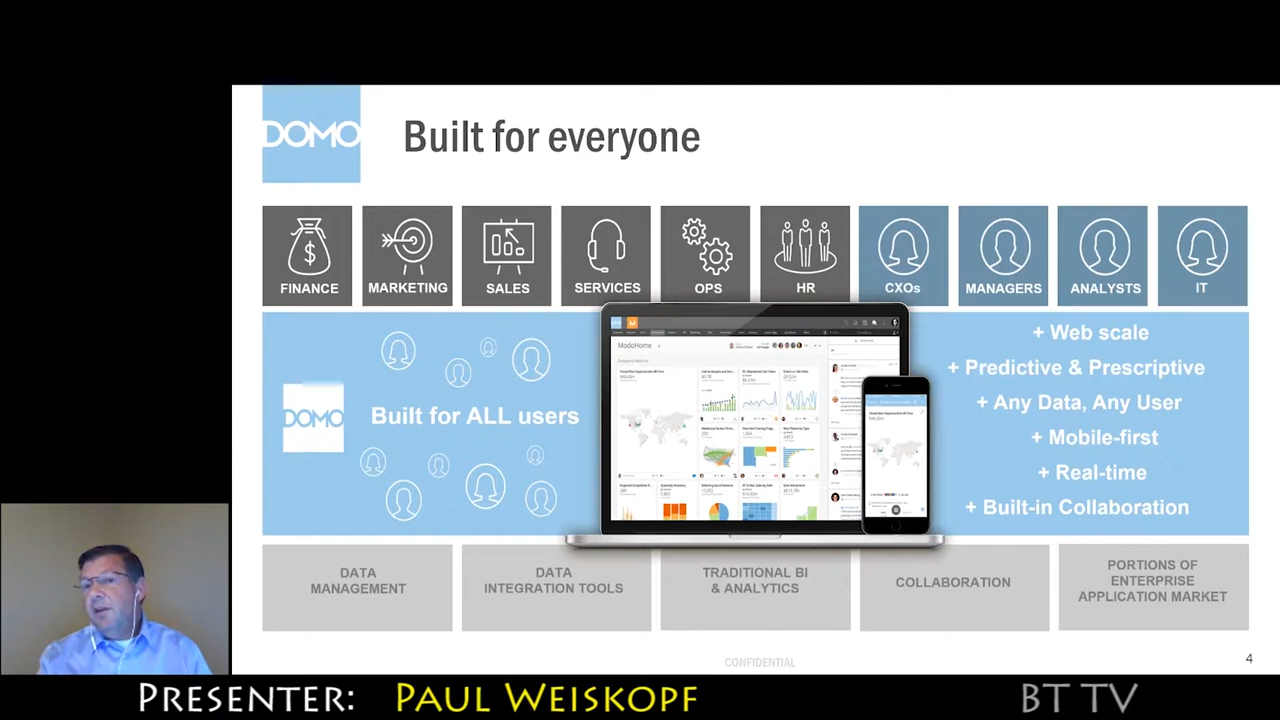 DOMO
Built for everyone
FINANCE
MARKETING
SALES
SERVICES
OPS
HR
CXOs
MANAGERS
ANALYSTS
IT
DOMO
Built for ALL users
ModoHome
+ Web scale
+ Predictive & Prescriptive
+ Any Data, Any User
+ Mobile-first
+ Real-time
+ Built-in Collaboration
DATA
MANAGEMENT
DATA
INTEGRATION TOOLS
TRADITIONAL BI
& ANALYTICS
COLLABORATION
PORTIONS OF
ENTERPRISE
APPLICATION MARKET
CONFIDENTIAL
4
PRESENTER: PAUL WEISKOPF
BT TV